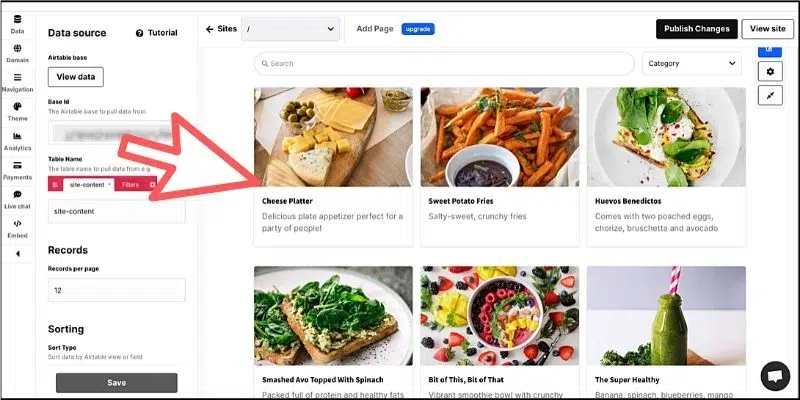 Data
Domain
Navigation
Theme
Analytics
Payments
Live chat
Embed
Data source
Tutorial
Airtable base
View data
Base Id
The Airtable base to pull data from
Table Name
The table name to pull data from e.g
site-content
Filters
site-content
Records
Records per page
12
Sorting
Sort Type
Sort data by Airtable view or field
Save
Sites
/
Add Page
upgrade
Publish Changes
View site
Search
Category
Cheese Platter
Delicious plate appetizer perfect for a
party of people!
Sweet Potato Fries
Salty-sweet, crunchy fries
Huevos Benedictos
Comes with two poached eggs,
chorize, bruschetta and avocado
Smashed Avo Topped With Spinach
Packed full of protein and healthy fats
Bit of This, Bit of That
Vibrant smoothie bowl with crunchy
The Super Healthy
Banana, spinach, blueberries, mango